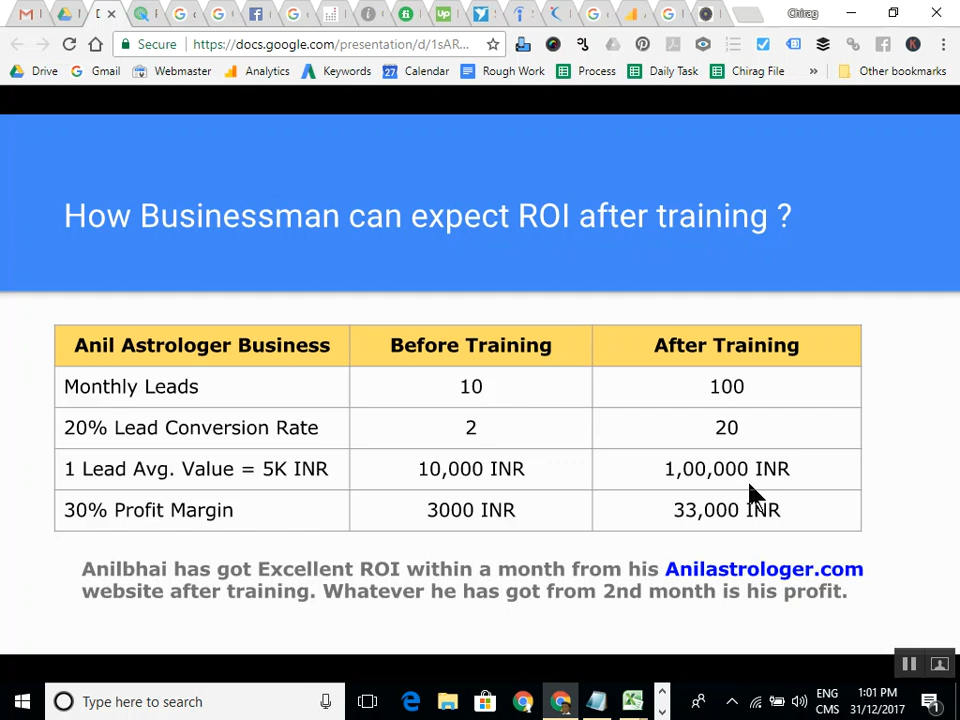 Chirag
Secure
https://docs.google.com/presentation/d/1sAR...
Drive
Gmail
Webmaster
Analytics
Keywords
27
Calendar
Rough Work
Process
Daily Task
Chirag File
»
Other bookmarks
How Businessman can expect ROI after training ?
Anil Astrologer Business Before Training After Training
Monthly Leads 10 100
20% Lead Conversion Rate 2 20
1 Lead Avg. Value = 5K INR 10,000 INR 1,00,000 INR
30% Profit Margin 3000 INR 33,000 INR
Anilbhai has got Excellent ROI within a month from his Anilastrologer.com
website after training. Whatever he has got from 2nd month is his profit.
Type here to search
ENG
CMS
1:01 PM
31/12/2017
1